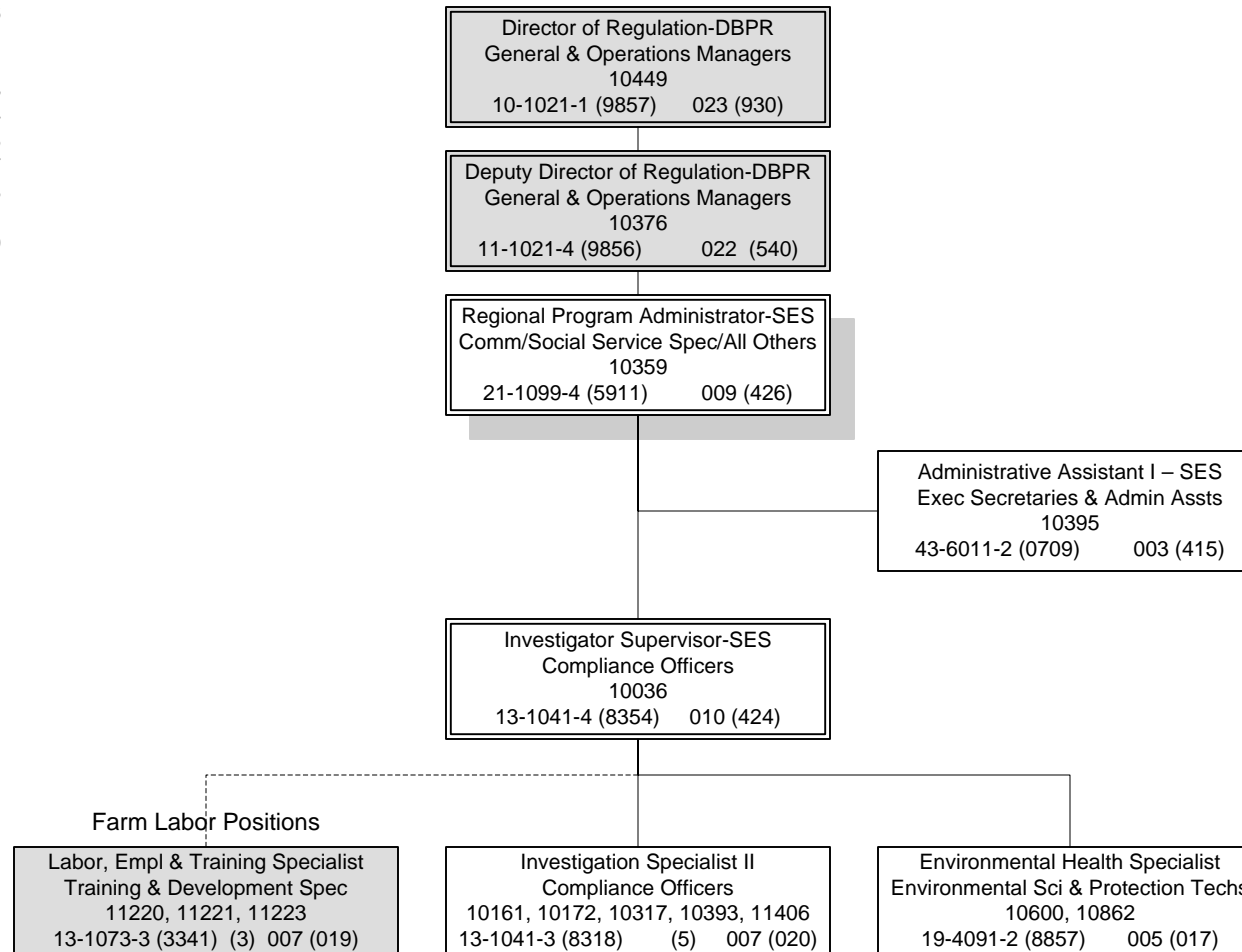 Director of Regulation-DBPR
General & Operations Managers
10449
10-1021-1 (9857) 023 (930)
Deputy Director of Regulation-DBPR
General & Operations Managers
10376
11-1021-4 (9856) 022 (540)
Regional Program Administrator-SES
Comm/Social Service Spec/All Others
10359
21-1099-4 (5911) 009 (426)
Administrative Assistant I – SES
Exec Secretaries & Admin Assts
10395
43-6011-2 (0709) 003 (415)
Investigator Supervisor-SES
Compliance Officers
10036
13-1041-4 (8354) 010 (424)
Farm Labor Positions
Labor, Empl & Training Specialist
Training & Development Spec
11220, 11221, 11223
13-1073-3 (3341) (3) 007 (019)
Investigation Specialist II
Compliance Officers
10161, 10172, 10317, 10393, 11406
13-1041-3 (8318) (5) 007 (020)
Environmental Health Specialist
Environmental Sci & Protection Techs
10600, 10862
19-4091-2 (8857) 005 (017)